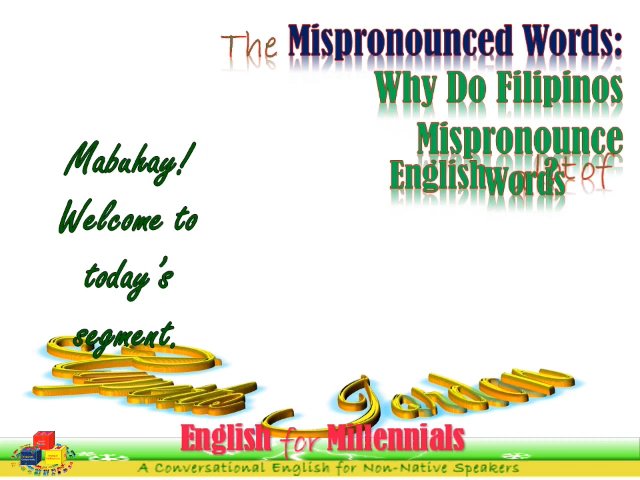 The Mispronounced Words:
Why Do Filipinos
Mispronounce
English Words
Mabuhay!
Welcome to
today's
segment.
English for Millennials
A Conversational English for Non-Native Speakers